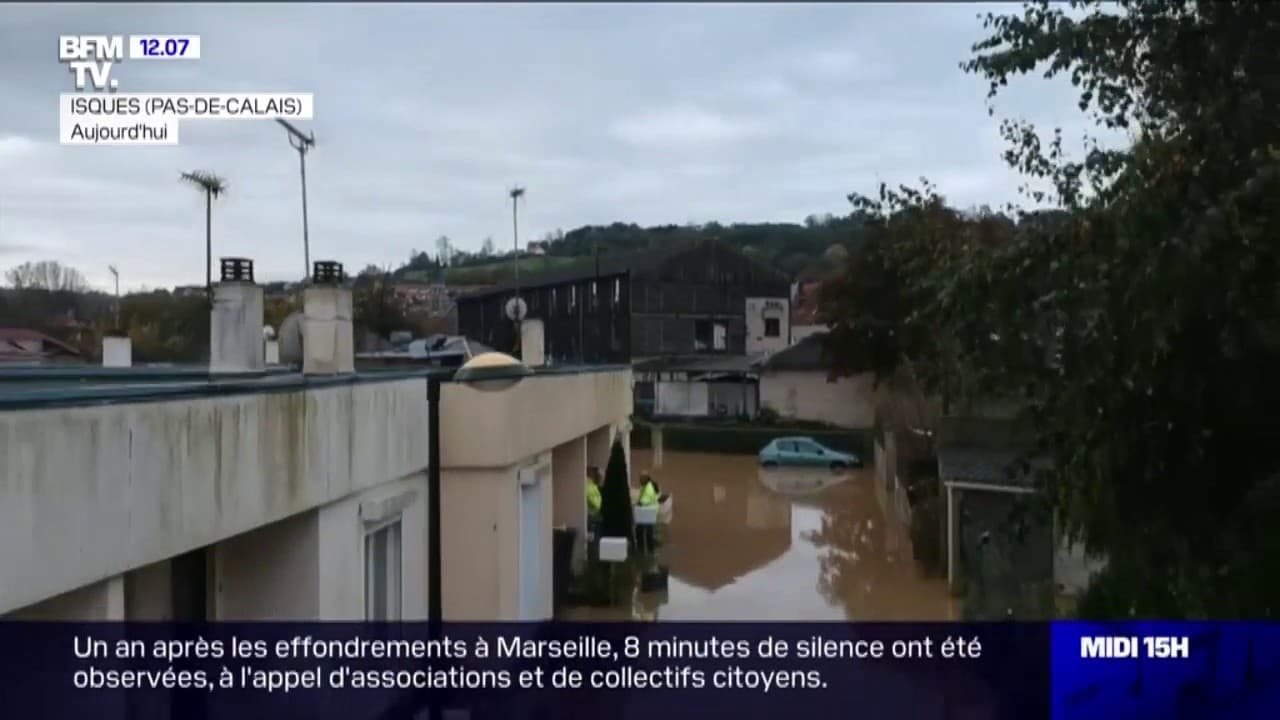 BFM 12.07
TV.
ISQUES (PAS-DE-CALAIS)
Aujourd'hui
Un an après les effondrements à Marseille, 8 minutes de silence ont été
observées, à l'appel d'associations et de collectifs citoyens.
MIDI 15H